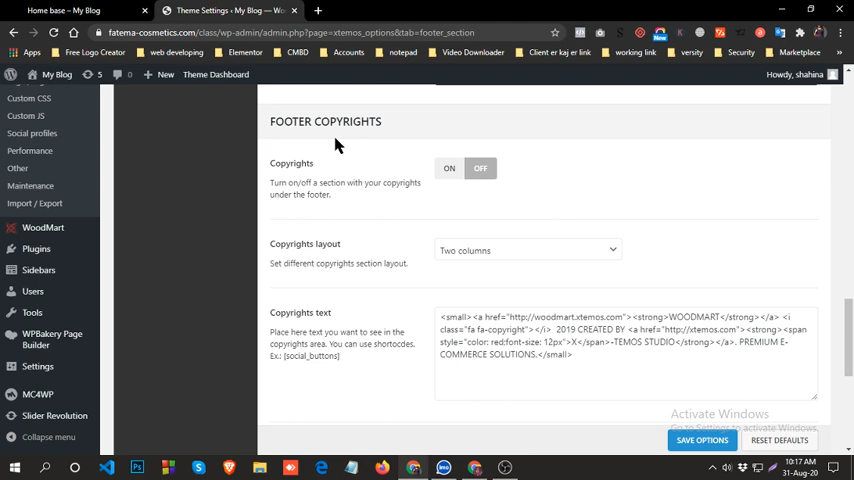 Home base – My Blog
Theme Settings ‹ My Blog — Wo
fatema-cosmetics.com/class/wp-admin/admin.php?page=xtemos_options&tab=footer_section
Apps
Free Logo Creator
web developing
Elementor
CMBD
Accounts
notepad
Video Downloader
Client er kaj er link
working link
versity
Security
Marketplace
»
My Blog
5
0
New
Theme Dashboard
Howdy, shahina
Custom CSS
Custom JS
Social profiles
Performance
Other
Maintenance
Import / Export
WoodMart
Plugins
Sidebars
Users
Tools
WPBakery Page
Builder
Settings
MC4WP
Slider Revolution
Collapse menu
FOOTER COPYRIGHTS
Copyrights
Turn on/off a section with your copyrights
under the footer.
ON
OFF
Copyrights layout
Set different copyrights section layout.
Two columns
Copyrights text
Place here text you want to see in the
copyrights area. You can use shortocdes.
Ex.: [social_buttons]
<small><a href="http://woodmart.xtemos.com"><strong>WOODMART</strong></a> <i
class="fa fa-copyright"></i>  2019 CREATED BY <a href="http://xtemos.com"><strong><span
style="color: red;font-size: 12px">X</span>-TEMOS STUDIO</strong></a>. PREMIUM E-
COMMERCE SOLUTIONS.</small>
Activate Windows
Go to Settings to activate Windows.
SAVE OPTIONS
RESET DEFAULTS
10:17 AM
31-Aug-20